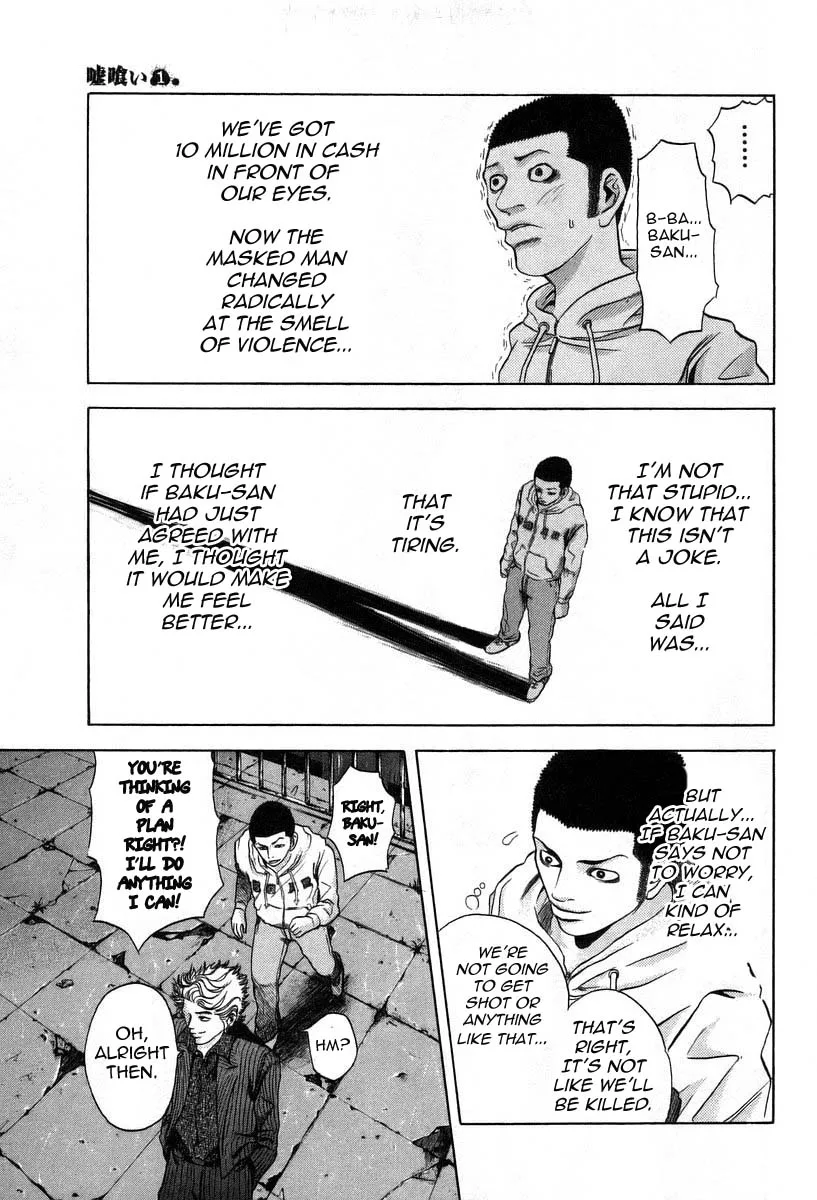 嘘喰い 1。
......
B-BA...
BAKU-
SAN...
WE'VE GOT
10 MILLION IN CASH
IN FRONT OF
OUR EYES.
NOW THE
MASKED MAN
CHANGED
RADICALLY
AT THE SMELL
OF VIOLENCE...
I'M NOT
THAT STUPID...
I KNOW THAT
THIS ISN'T
A JOKE.
ALL I
SAID
WAS...
THAT
IT'S
TIRING.
I THOUGHT
IF BAKU-SAN
HAD JUST
AGREED WITH
ME, I THOUGHT
IT WOULD MAKE
ME FEEL
BETTER...
BUT
ACTUALLY...
IF BAKU-SAN
SAYS NOT
TO WORRY,
I CAN
KIND OF
RELAX...
THAT'S
RIGHT,
IT'S NOT
LIKE WE'LL
BE KILLED.
WE'RE
NOT GOING
TO GET
SHOT OR
ANYTHING
LIKE THAT...
RIGHT,
BAKU-
SAN!
YOU'RE
THINKING
OF A
PLAN
RIGHT?!
I'LL DO
ANYTHING
I CAN!
HM?
OH,
ALRIGHT
THEN.